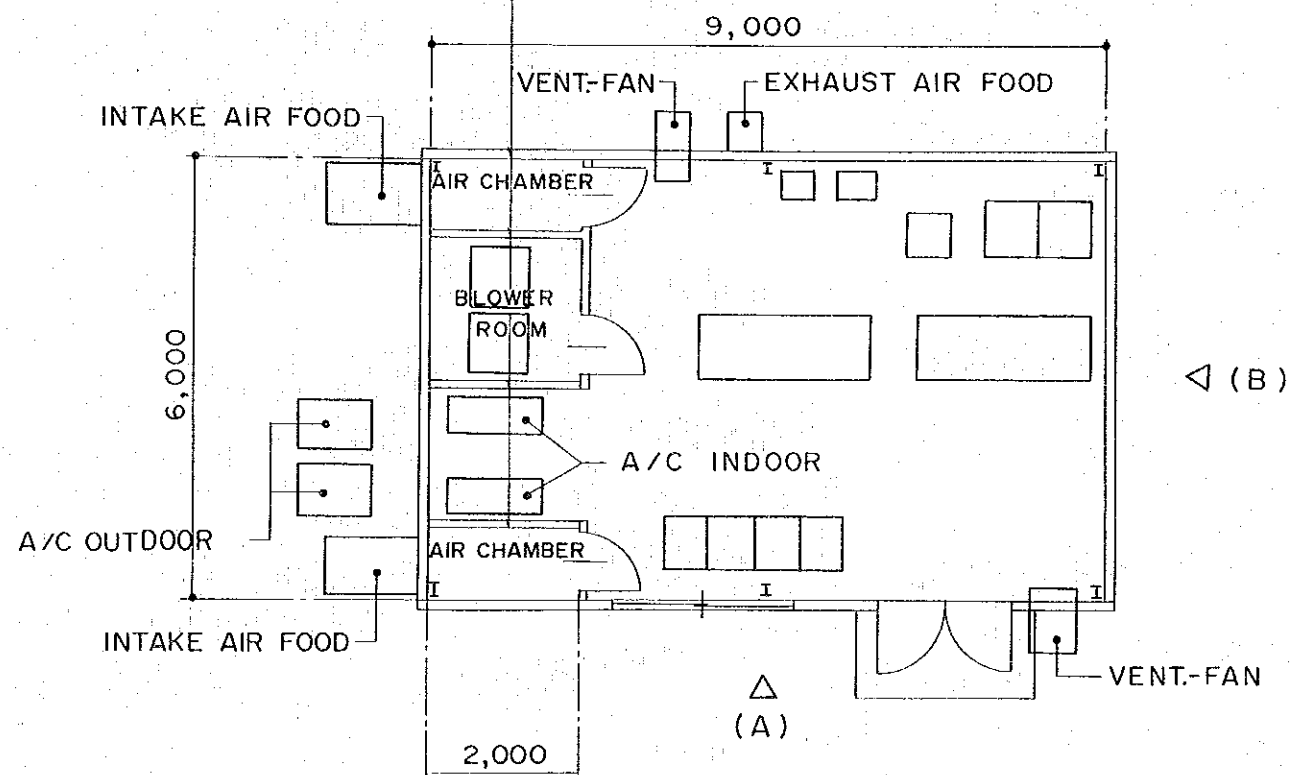 9,000
VENT.-FAN
EXHAUST AIR FOOD
INTAKE AIR FOOD
AIR CHAMBER
BLOWER
ROOM
6,000
(B)
A/C INDOOR
A/C OUTDOOR
AIR CHAMBER
INTAKE AIR FOOD
VENT.-FAN
(A)
2,000